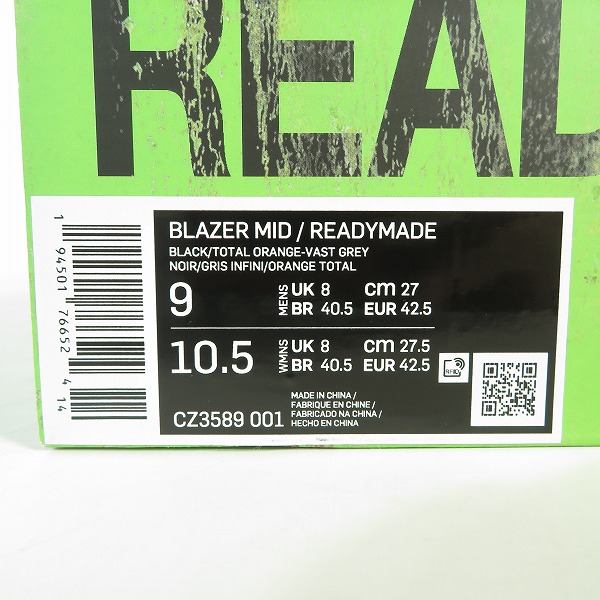 READ
BLAZER MID / READYMADE
BLACK/TOTAL ORANGE-VAST GREY
NOIR/GRIS INFINI/ORANGE TOTAL
9 MENS UK 8 cm 27
BR 40.5 EUR 42.5
10.5 WMNS UK 8 cm 27.5
BR 40.5 EUR 42.5
RFID
CZ3589 001
MADE IN CHINA /
FABRIQUE EN CHINE /
FABRICADO NA CHINA /
HECHO EN CHINA
1 94501 76652 4 14